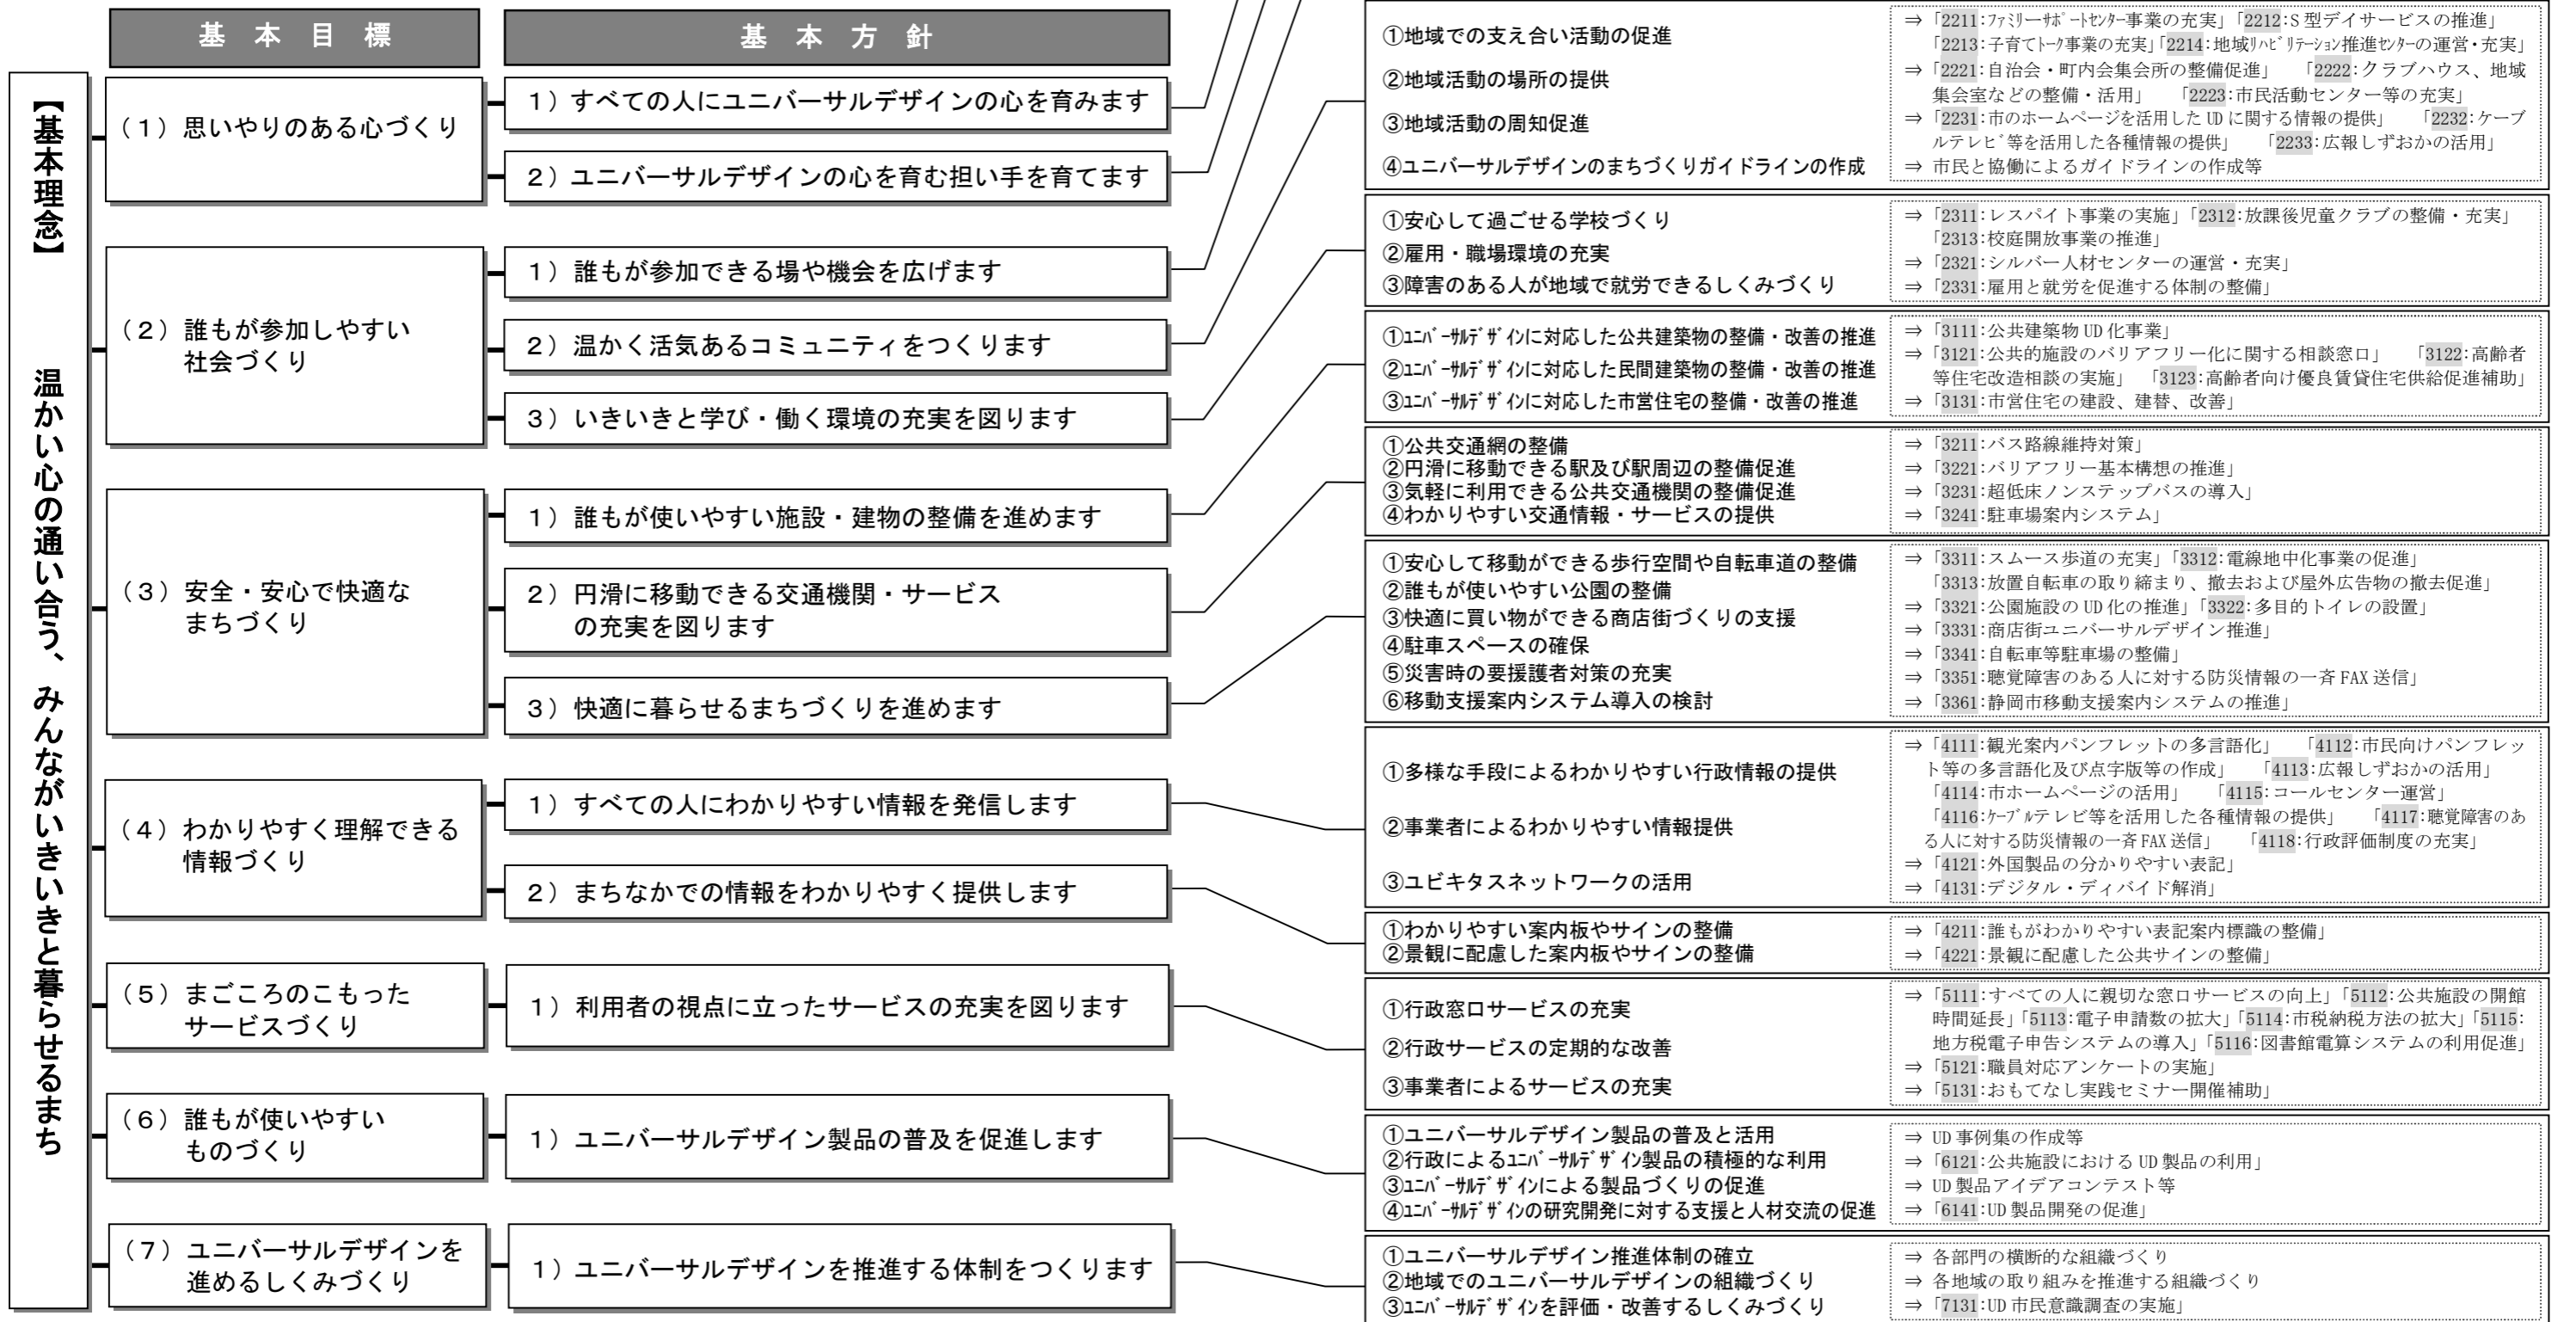 基 本 目 標
基 本 方 針
【基本理念】 温かい心の通い合う、みんながいきいきと暮らせるまち
(1) 思いやりのある心づくり
1) すべての人にユニバーサルデザインの心を育みます
2) ユニバーサルデザインの心を育む担い手を育てます
(2) 誰もが参加しやすい
社会づくり
1) 誰もが参加できる場や機会を広げます
2) 温かく活気あるコミュニティをつくります
3) いきいきと学び・働く環境の充実を図ります
(3) 安全・安心で快適な
まちづくり
1) 誰もが使いやすい施設・建物の整備を進めます
2) 円滑に移動できる交通機関・サービス
の充実を図ります
3) 快適に暮らせるまちづくりを進めます
(4) わかりやすく理解できる
情報づくり
1) すべての人にわかりやすい情報を発信します
2) まちなかでの情報をわかりやすく提供します
(5) まごころのこもった
サービスづくり
1) 利用者の視点に立ったサービスの充実を図ります
(6) 誰もが使いやすい
ものづくり
1) ユニバーサルデザイン製品の普及を促進します
(7) ユニバーサルデザインを
進めるしくみづくり
1) ユニバーサルデザインを推進する体制をつくります
①地域での支え合い活動の促進
②地域活動の場所の提供
③地域活動の周知促進
④ユニバーサルデザインのまちづくりガイドラインの作成
⇒「2211:ファミリーサポートセンター事業の充実」「2212:S型デイサービスの推進」
「2213:子育てトーク事業の充実」「2214:地域リハビリテーション推進センターの運営・充実」
⇒「2221:自治会・町内会集会所の整備促進」 「2222:クラブハウス、地域
集会室などの整備・活用」 「2223:市民活動センター等の充実」
⇒「2231:市のホームページを活用したUDに関する情報の提供」 「2232:ケーブ
ルテレビ等を活用した各種情報の提供」 「2233:広報しずおかの活用」
⇒ 市民と協働によるガイドラインの作成等
①安心して過ごせる学校づくり
②雇用・職場環境の充実
③障害のある人が地域で就労できるしくみづくり
⇒「2311:レスパイト事業の実施」「2312:放課後児童クラブの整備・充実」
「2313:校庭開放事業の推進」
⇒「2321:シルバー人材センターの運営・充実」
⇒「2331:雇用と就労を促進する体制の整備」
①ユニバーサルデザインに対応した公共建築物の整備・改善の推進
②ユニバーサルデザインに対応した民間建築物の整備・改善の推進
③ユニバーサルデザインに対応した市営住宅の整備・改善の推進
⇒「3111:公共建築物UD化事業」
⇒「3121:公共的施設のバリアフリー化に関する相談窓口」 「3122:高齢者
等住宅改造相談の実施」 「3123:高齢者向け優良賃貸住宅供給促進補助」
⇒「3131:市営住宅の建設、建替、改善」
①公共交通網の整備
②円滑に移動できる駅及び駅周辺の整備促進
③気軽に利用できる公共交通機関の整備促進
④わかりやすい交通情報・サービスの提供
⇒「3211:バス路線維持対策」
⇒「3221:バリアフリー基本構想の推進」
⇒「3231:超低床ノンステップバスの導入」
⇒「3241:駐車場案内システム」
①安心して移動ができる歩行空間や自転車道の整備
②誰もが使いやすい公園の整備
③快適に買い物ができる商店街づくりの支援
④駐車スペースの確保
⑤災害時の要援護者対策の充実
⑥移動支援案内システム導入の検討
⇒「3311:スムース歩道の充実」「3312:電線地中化事業の促進」
「3313:放置自転車の取り締まり、撤去および屋外広告物の撤去促進」
⇒「3321:公園施設のUD化の推進」「3322:多目的トイレの設置」
⇒「3331:商店街ユニバーサルデザイン推進」
⇒「3341:自転車等駐車場の整備」
⇒「3351:聴覚障害のある人に対する防災情報の一斉FAX送信」
⇒「3361:静岡市移動支援案内システムの推進」
①多様な手段によるわかりやすい行政情報の提供
②事業者によるわかりやすい情報提供
③ユビキタスネットワークの活用
⇒「4111:観光案内パンフレットの多言語化」 「4112:市民向けパンフレッ
ト等の多言語化及び点字版等の作成」 「4113:広報しずおかの活用」
「4114:市ホームページの活用」 「4115:コールセンター運営」
「4116:ケーブルテレビ等を活用した各種情報の提供」 「4117:聴覚障害のあ
る人に対する防災情報の一斉FAX送信」 「4118:行政評価制度の充実」
⇒「4121:外国製品の分かりやすい表記」
⇒「4131:デジタル・ディバイド解消」
①わかりやすい案内板やサインの整備
②景観に配慮した案内板やサインの整備
⇒「4211:誰もがわかりやすい表記案内標識の整備」
⇒「4221:景観に配慮した公共サインの整備」
①行政窓口サービスの充実
②行政サービスの定期的な改善
③事業者によるサービスの充実
⇒「5111:すべての人に親切な窓口サービスの向上」「5112:公共施設の開館
時間延長」「5113:電子申請数の拡大」「5114:市税納税方法の拡大」「5115:
地方税電子申告システムの導入」「5116:図書館電算システムの利用促進」
⇒「5121:職員対応アンケートの実施」
⇒「5131:おもてなし実践セミナー開催補助」
①ユニバーサルデザイン製品の普及と活用
②行政によるユニバーサルデザイン製品の積極的な利用
③ユニバーサルデザインによる製品づくりの促進
④ユニバーサルデザインの研究開発に対する支援と人材交流の促進
⇒ UD事例集の作成等
⇒「6121:公共施設におけるUD製品の利用」
⇒ UD製品アイデアコンテスト等
⇒「6141:UD製品開発の促進」
①ユニバーサルデザイン推進体制の確立
②地域でのユニバーサルデザインの組織づくり
③ユニバーサルデザインを評価・改善するしくみづくり
⇒ 各部門の横断的な組織づくり
⇒ 各地域の取り組みを推進する組織づくり
⇒「7131:UD市民意識調査の実施」